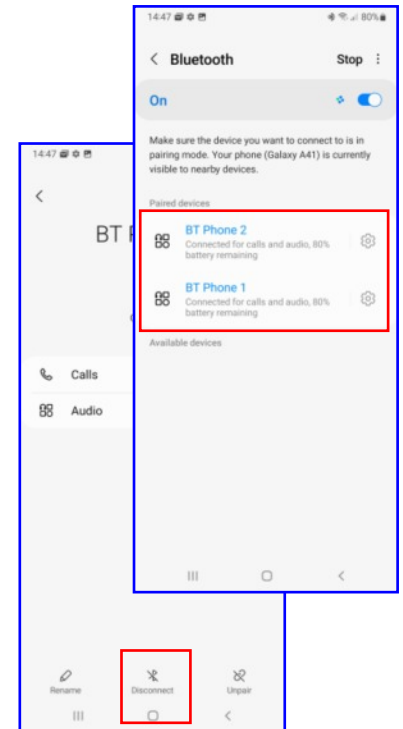 14:47
80%
Bluetooth
Stop
On
Make sure the device you want to connect to is in
pairing mode. Your phone (Galaxy A41) is currently
visible to nearby devices.
Paired devices
BT Phone 2
Connected for calls and audio, 80%
battery remaining
BT Phone 1
Connected for calls and audio, 80%
battery remaining
Available devices
14:47
BT
Calls
Audio
Rename
Disconnect
Unpair